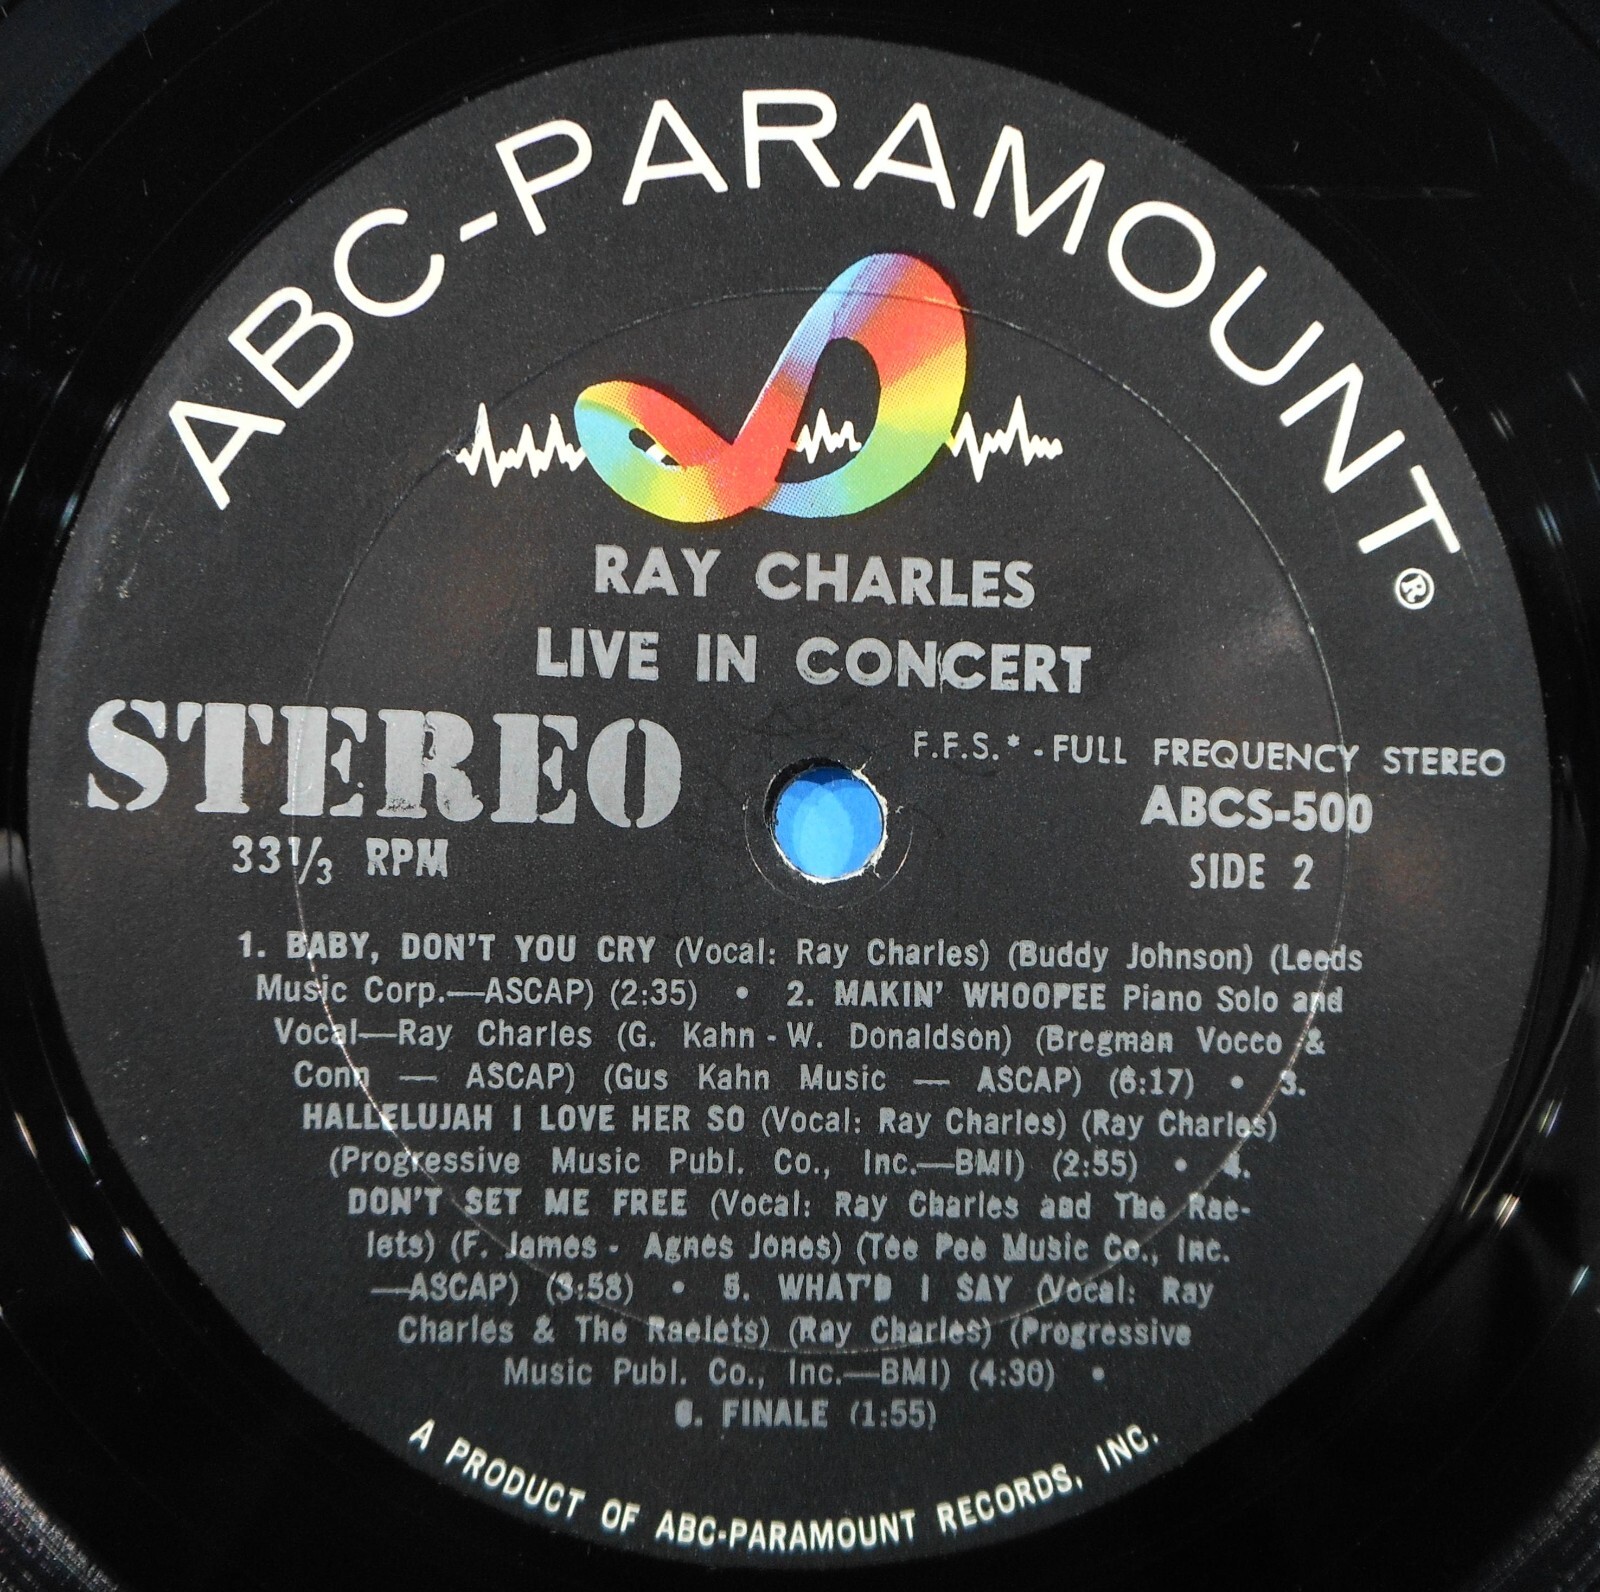 ABC-PARAMOUNT®
RAY CHARLES
LIVE IN CONCERT
STEREO
F.F.S.* - FULL FREQUENCY STEREO
ABCS-500
33 1/3 RPM
SIDE 2
1. BABY, DON'T YOU CRY (Vocal: Ray Charles) (Buddy Johnson) (Leeds
Music Corp.—ASCAP) (2:35) • 2. MAKIN' WHOOPEE Piano Solo and
Vocal—Ray Charles (G. Kahn - W. Donaldson) (Bregman Vocco &
Conn — ASCAP) (Gus Kahn Music — ASCAP) (6:17) • 3.
HALLELUJAH I LOVE HER SO (Vocal: Ray Charles) (Ray Charles)
(Progressive Music Publ. Co., Inc.—BMI) (2:55) • 4.
DON'T SET ME FREE (Vocal: Ray Charles and The Rae-
lets) (F. James - Agnes Jones) (Tee Pee Music Co., Inc.
—ASCAP) (3:58) • 5. WHAT'D I SAY (Vocal: Ray
Charles & The Raelets) (Ray Charles) (Progressive
Music Publ. Co., Inc.—BMI) (4:30) •
6. FINALE (1:55)
A PRODUCT OF ABC-PARAMOUNT RECORDS, INC.